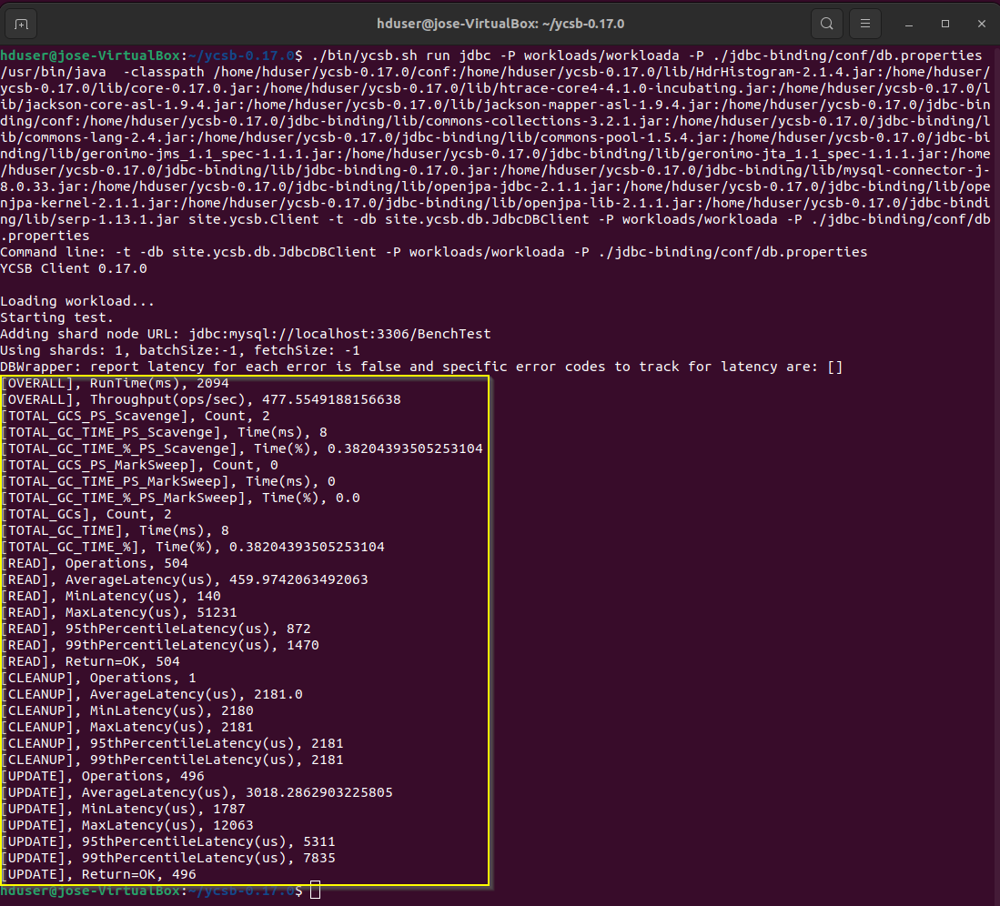 hduser@jose-VirtualBox: ~/ycsb-0.17.0
hduser@jose-VirtualBox:~/ycsb-0.17.0$ ./bin/ycsb.sh run jdbc -P workloads/workloada -P ./jdbc-binding/conf/db.properties
/usr/bin/java  -classpath /home/hduser/ycsb-0.17.0/conf:/home/hduser/ycsb-0.17.0/lib/HdrHistogram-2.1.4.jar:/home/hduser/
ycsb-0.17.0/lib/core-0.17.0.jar:/home/hduser/ycsb-0.17.0/lib/htrace-core4-4.1.0-incubating.jar:/home/hduser/ycsb-0.17.0/l
ib/jackson-core-asl-1.9.4.jar:/home/hduser/ycsb-0.17.0/lib/jackson-mapper-asl-1.9.4.jar:/home/hduser/ycsb-0.17.0/jdbc-bin
ding/conf:/home/hduser/ycsb-0.17.0/jdbc-binding/lib/commons-collections-3.2.1.jar:/home/hduser/ycsb-0.17.0/jdbc-binding/l
ib/commons-lang-2.4.jar:/home/hduser/ycsb-0.17.0/jdbc-binding/lib/commons-pool-1.5.4.jar:/home/hduser/ycsb-0.17.0/jdbc-bi
nding/lib/geronimo-jms_1.1_spec-1.1.1.jar:/home/hduser/ycsb-0.17.0/jdbc-binding/lib/geronimo-jta_1.1_spec-1.1.1.jar:/home
/hduser/ycsb-0.17.0/jdbc-binding/lib/jdbc-binding-0.17.0.jar:/home/hduser/ycsb-0.17.0/jdbc-binding/lib/mysql-connector-j-
8.0.33.jar:/home/hduser/ycsb-0.17.0/jdbc-binding/lib/openjpa-jdbc-2.1.1.jar:/home/hduser/ycsb-0.17.0/jdbc-binding/lib/ope
njpa-kernel-2.1.1.jar:/home/hduser/ycsb-0.17.0/jdbc-binding/lib/openjpa-lib-2.1.1.jar:/home/hduser/ycsb-0.17.0/jdbc-bindi
ng/lib/serp-1.13.1.jar site.ycsb.Client -t -db site.ycsb.db.JdbcDBClient -P workloads/workloada -P ./jdbc-binding/conf/db
.properties
Command line: -t -db site.ycsb.db.JdbcDBClient -P workloads/workloada -P ./jdbc-binding/conf/db.properties
YCSB Client 0.17.0
Loading workload...
Starting test.
Adding shard node URL: jdbc:mysql://localhost:3306/BenchTest
Using shards: 1, batchSize:-1, fetchSize: -1
DBWrapper: report latency for each error is false and specific error codes to track for latency are: []
[OVERALL], RunTime(ms), 2094
[OVERALL], Throughput(ops/sec), 477.5549188156638
[TOTAL_GCS_PS_Scavenge], Count, 2
[TOTAL_GC_TIME_PS_Scavenge], Time(ms), 8
[TOTAL_GC_TIME_%_PS_Scavenge], Time(%), 0.38204393505253104
[TOTAL_GCS_PS_MarkSweep], Count, 0
[TOTAL_GC_TIME_PS_MarkSweep], Time(ms), 0
[TOTAL_GC_TIME_%_PS_MarkSweep], Time(%), 0.0
[TOTAL_GCs], Count, 2
[TOTAL_GC_TIME], Time(ms), 8
[TOTAL_GC_TIME_%], Time(%), 0.38204393505253104
[READ], Operations, 504
[READ], AverageLatency(us), 459.9742063492063
[READ], MinLatency(us), 140
[READ], MaxLatency(us), 51231
[READ], 95thPercentileLatency(us), 872
[READ], 99thPercentileLatency(us), 1470
[READ], Return=OK, 504
[CLEANUP], Operations, 1
[CLEANUP], AverageLatency(us), 2181.0
[CLEANUP], MinLatency(us), 2180
[CLEANUP], MaxLatency(us), 2181
[CLEANUP], 95thPercentileLatency(us), 2181
[CLEANUP], 99thPercentileLatency(us), 2181
[UPDATE], Operations, 496
[UPDATE], AverageLatency(us), 3018.2862903225805
[UPDATE], MinLatency(us), 1787
[UPDATE], MaxLatency(us), 12063
[UPDATE], 95thPercentileLatency(us), 5311
[UPDATE], 99thPercentileLatency(us), 7835
[UPDATE], Return=OK, 496
hduser@jose-VirtualBox:~/ycsb-0.17.0$